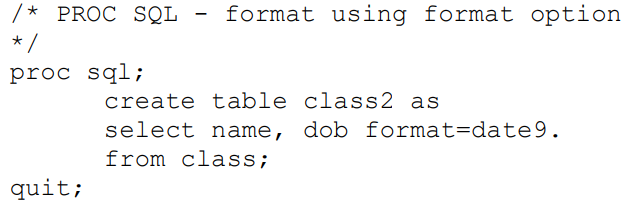 /* PROC SQL - format using format option
*/
proc sql;
create table class2 as
select name, dob format=date9.
from class;
quit;